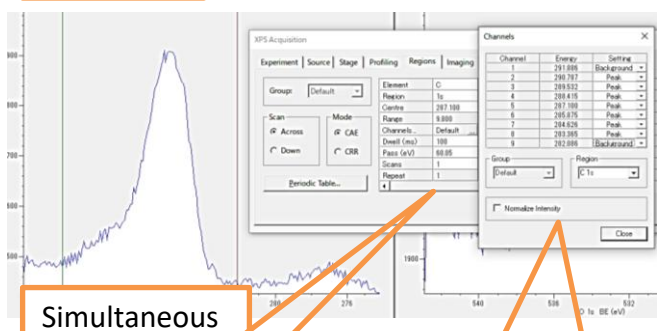 XPS Acquisition
Experiment Source Stage Profiling Regions Imaging
Group: Default
Scan
Across
Down
Mode
CAE
CRR
Periodic Table...
Element C
Region 1s
Centre 287.100
Range 9.800
Channels... Default ...
Dwell (ms) 100
Pass (eV)
Scans 1
Repeat 1
Channels
Channel Energy Setting
1 291.886 Background
2 290.707 Peak
3 289.532 Peak
4 288.415 Peak
5 287.100 Peak
6 285.875 Peak
7 284.626 Peak
8 283.365 Peak
9 282.086 Background
Group
Default
Region
C 1s
Normalize Intensity
Close
900
800
700
600
500
280
276
1900
540
536
532
O 1s BE (eV)
Simultaneous